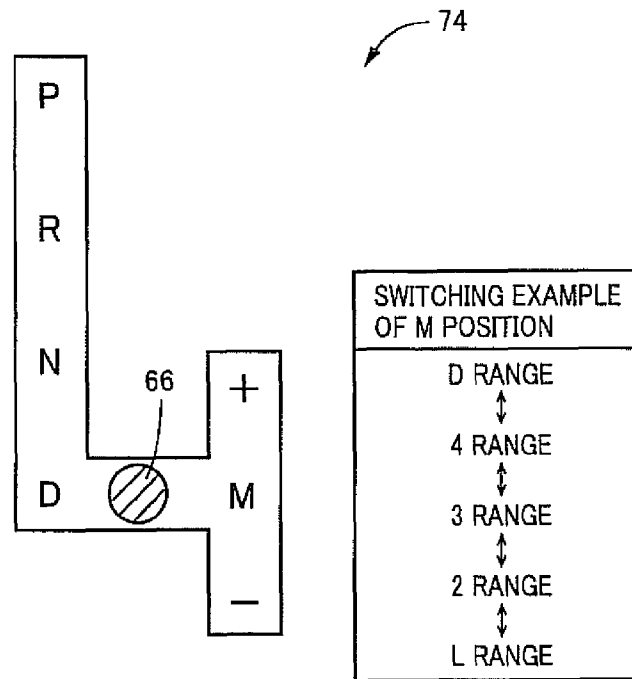 74
P
R
N
D
66
+
M
−
SWITCHING EXAMPLE
OF M POSITION
D RANGE
4 RANGE
3 RANGE
2 RANGE
L RANGE